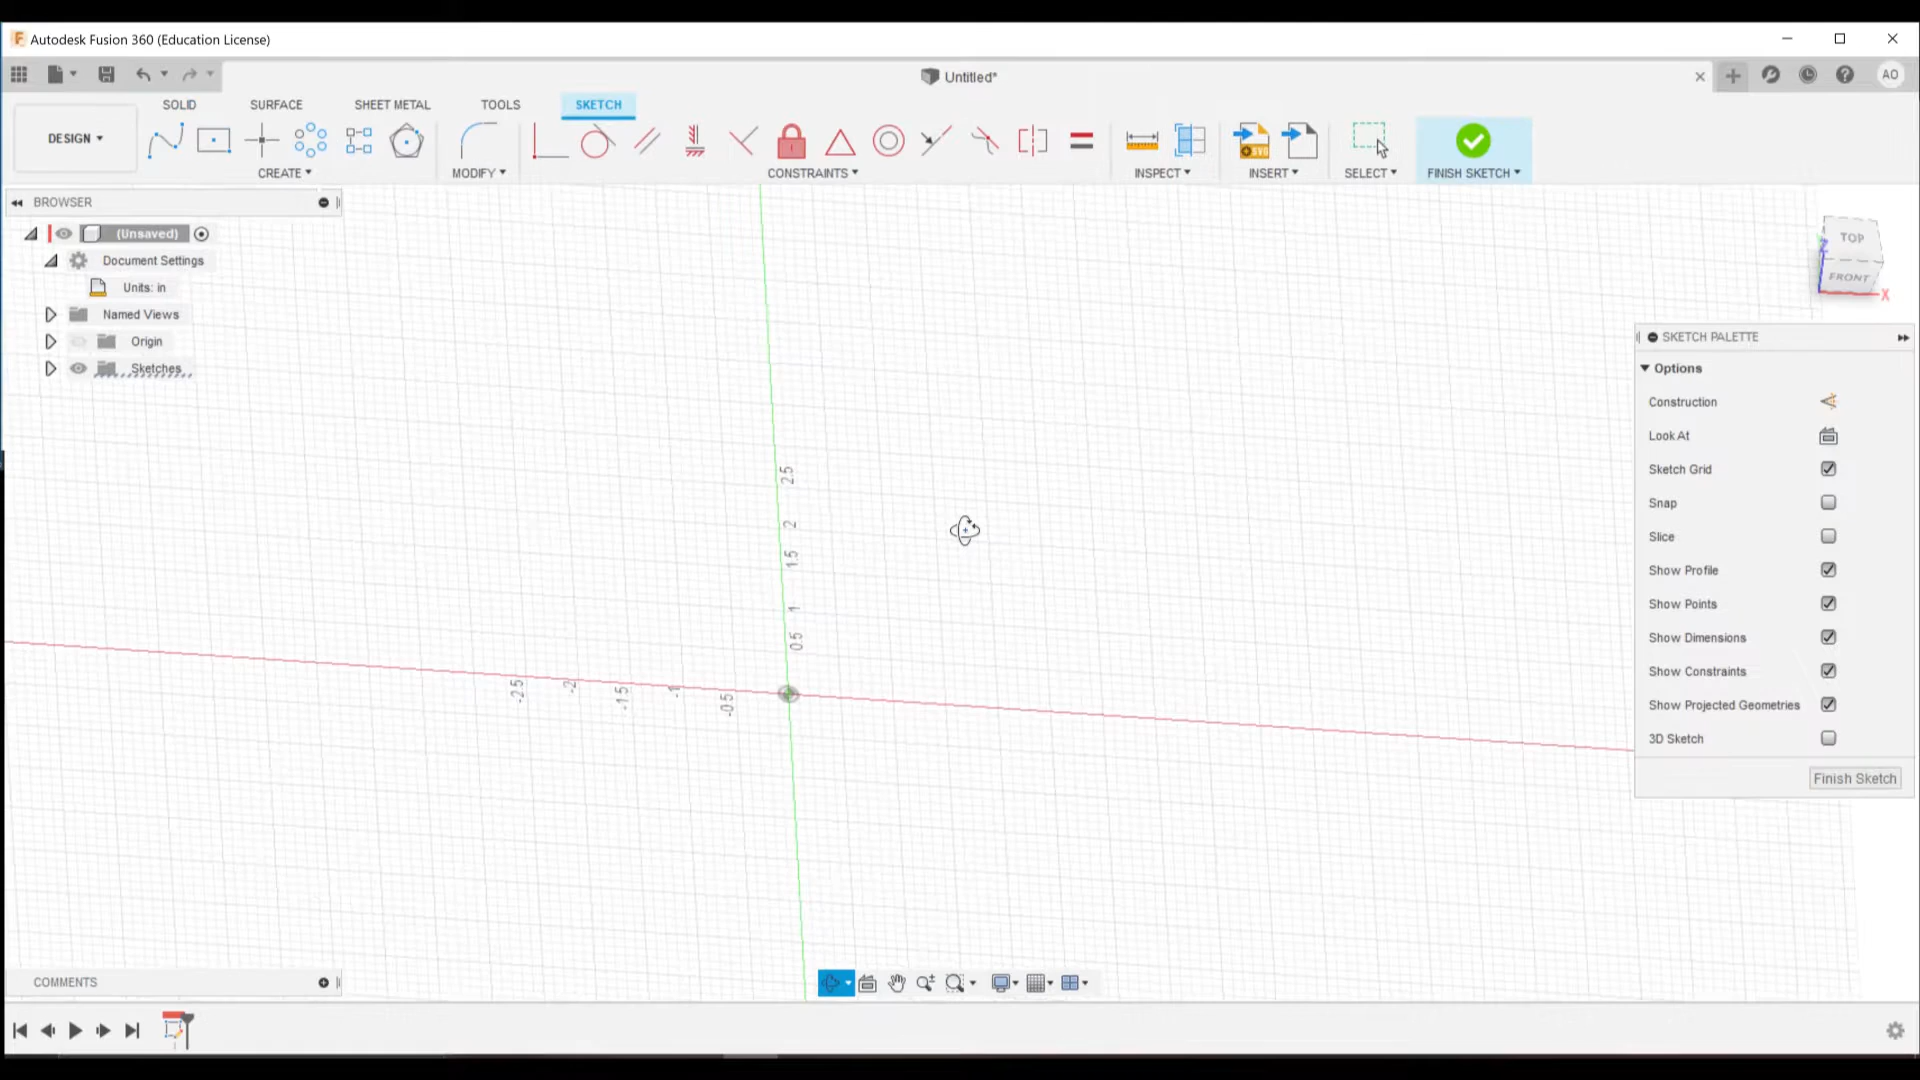 Autodesk Fusion 360 (Education License)
Untitled*
AO
SOLID
SURFACE
SHEET METAL
TOOLS
SKETCH
DESIGN
CREATE
MODIFY
CONSTRAINTS
INSPECT
INSERT
SVG
SELECT
FINISH SKETCH
BROWSER
(Unsaved)
Document Settings
Units: in
Named Views
Origin
Sketches
TOP
FRONT
X
SKETCH PALETTE
Options
Construction
Look At
Sketch Grid
Snap
Slice
Show Profile
Show Points
Show Dimensions
Show Constraints
Show Projected Geometries
3D Sketch
Finish Sketch
2.5
2
1.5
1
0.5
-2.5
-2
-1.5
-1
-0.5
COMMENTS